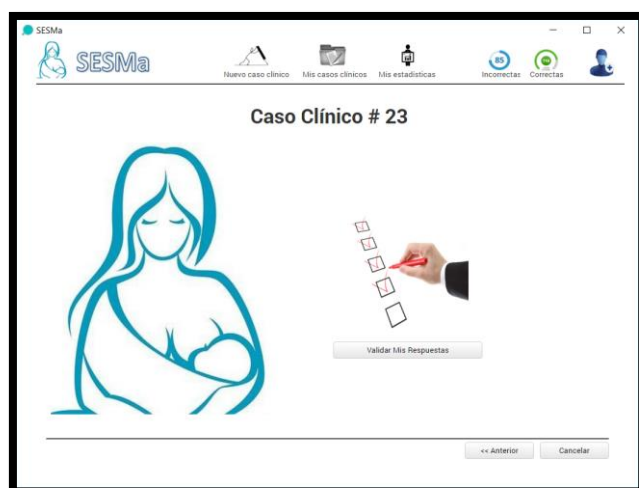 SESMa
SESMa
Nuevo caso clínico
Mis casos clínicos
Mis estadísticas
85
Incorrectas
Correctas
Caso Clínico # 23
Validar Mis Respuestas
<< Anterior
Cancelar